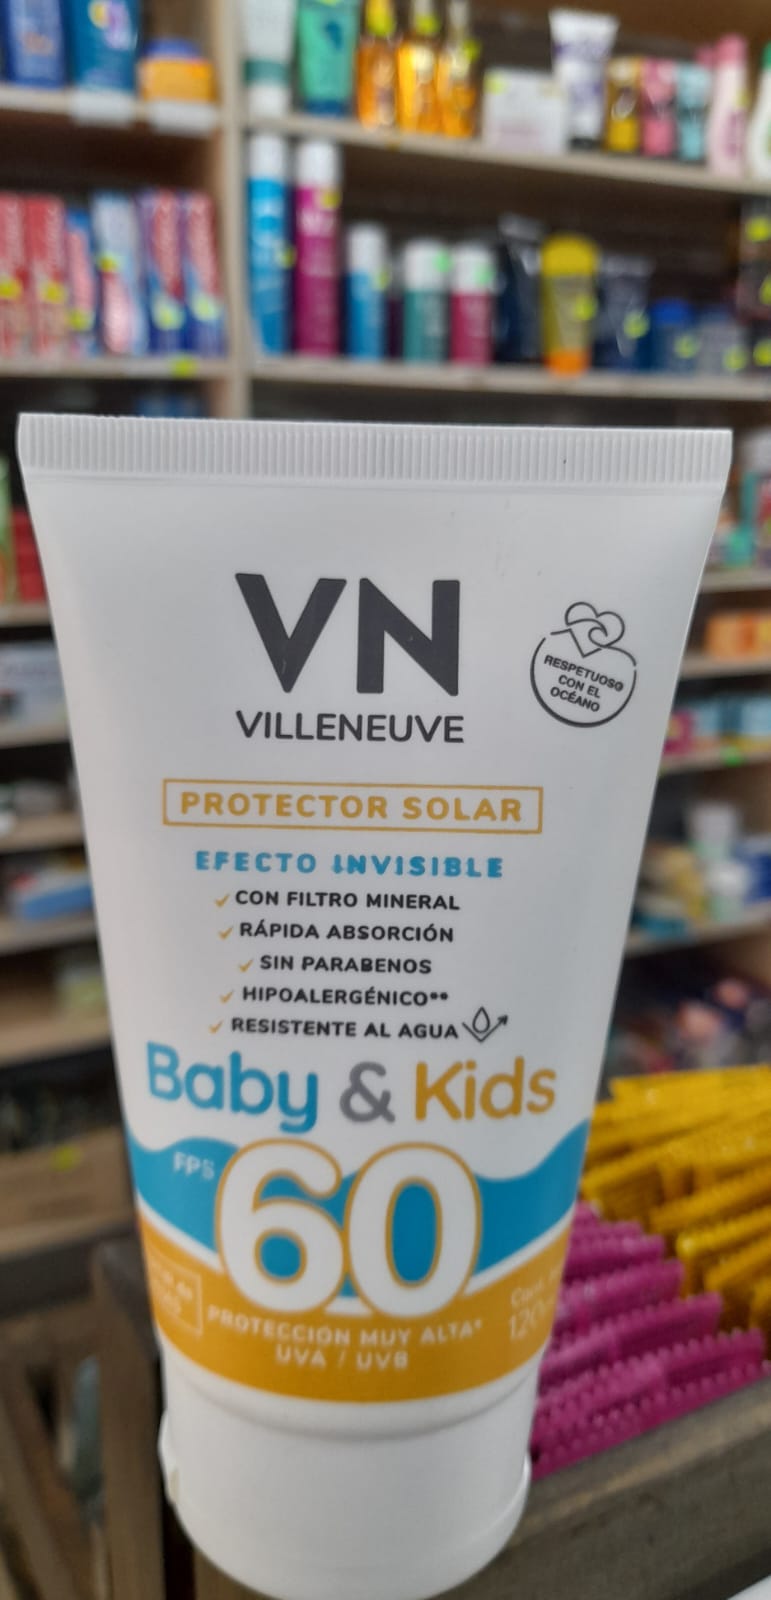 VN
VILLENEUVE
RESPETUOSO
CON EL
OCÉANO
PROTECTOR SOLAR
EFECTO INVISIBLE
CON FILTRO MINERAL
RÁPIDA ABSORCIÓN
SIN PARABENOS
HIPOALERGÉNICO**
RESISTENTE AL AGUA
Baby & Kids
FPS 60
PROTECCIÓN MUY ALTA*
UVA / UVB